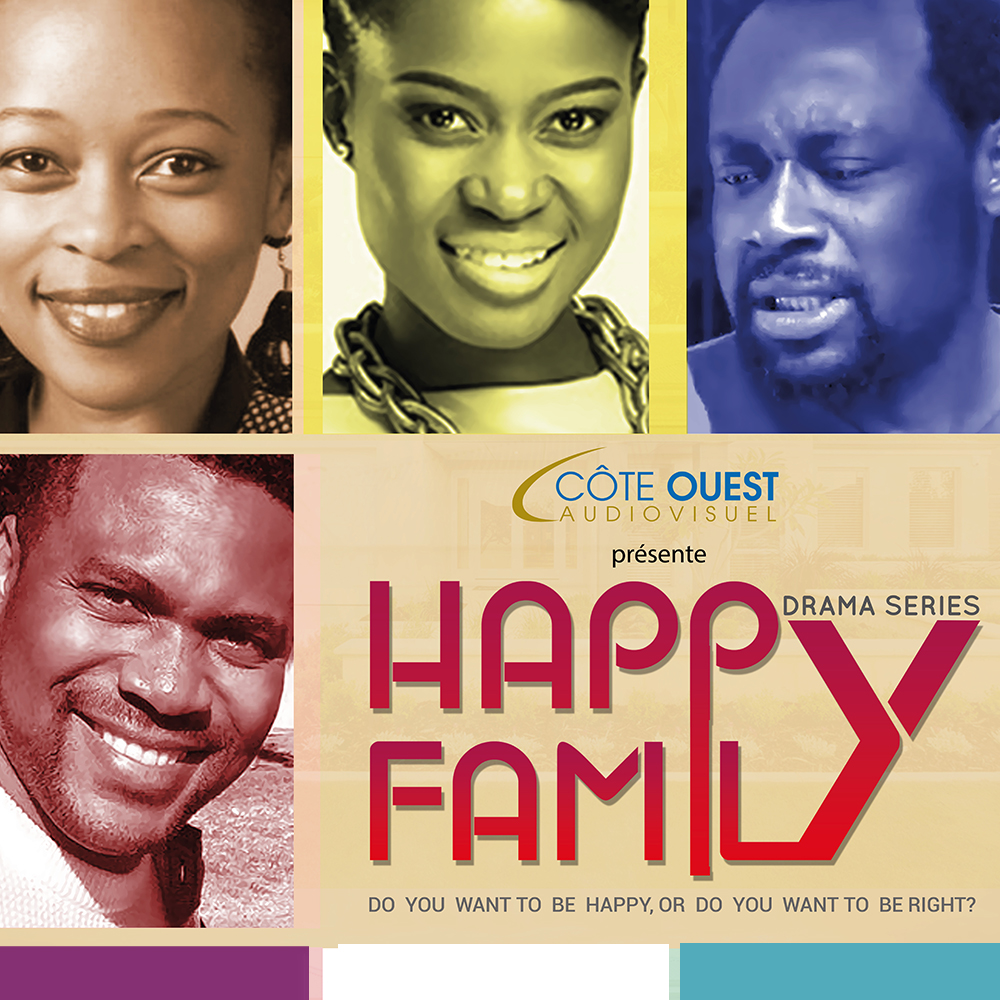 CÔTE OUEST
AUDIOVISUEL
présente
HAPPY
DRAMA SERIES
FAMILY
DO YOU WANT TO BE HAPPY, OR DO YOU WANT TO BE RIGHT?